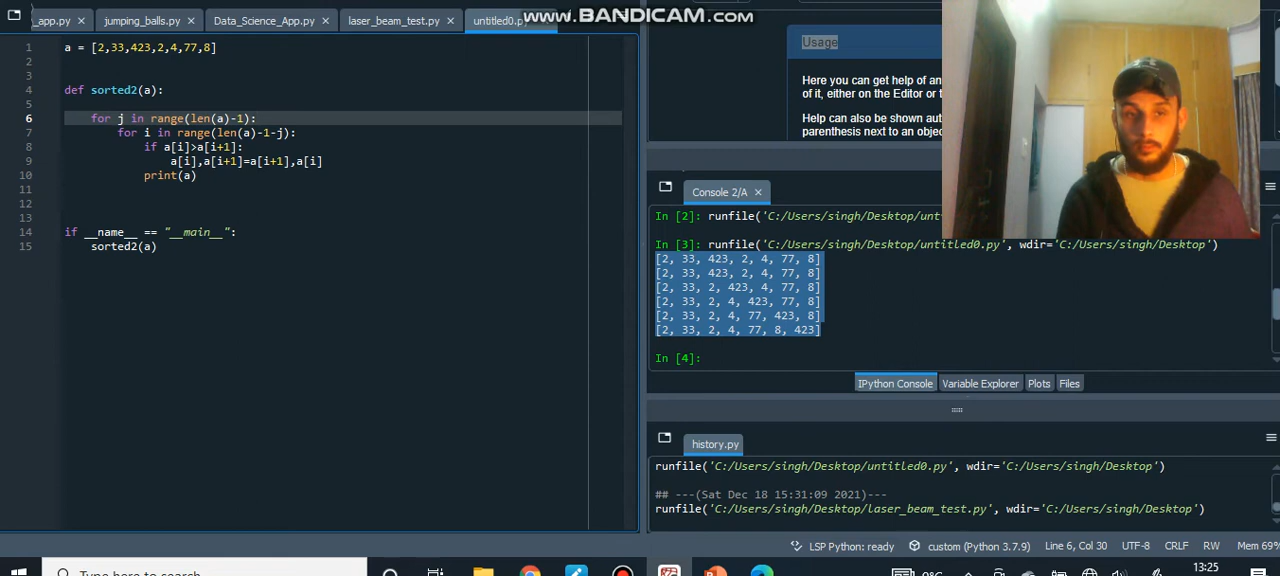 www.BANDICAM.com
_app.py
jumping_balls.py
Data_Science_App.py
laser_beam_test.py
untitled0.py
1 a = [2,33,423,2,4,77,8]
2
3
4 def sorted2(a):
5
6 for j in range(len(a)-1):
7 for i in range(len(a)-1-j):
8 if a[i]>a[i+1]:
9 a[i],a[i+1]=a[i+1],a[i]
10 print(a)
11
12
13
14 if __name__ == "__main__":
15 sorted2(a)
Usage
Here you can get help of an
of it, either on the Editor or t
Help can also be shown aut
parenthesis next to an objec
Console 2/A
In [2]: runfile('C:/Users/singh/Desktop/unt
In [3]: runfile('C:/Users/singh/Desktop/untitled0.py', wdir='C:/Users/singh/Desktop')
[2, 33, 423, 2, 4, 77, 8]
[2, 33, 423, 2, 4, 77, 8]
[2, 33, 2, 423, 4, 77, 8]
[2, 33, 2, 4, 423, 77, 8]
[2, 33, 2, 4, 77, 423, 8]
[2, 33, 2, 4, 77, 8, 423]
In [4]:
IPython Console
Variable Explorer
Plots
Files
history.py
runfile('C:/Users/singh/Desktop/untitled0.py', wdir='C:/Users/singh/Desktop')
## ---(Sat Dec 18 15:31:09 2021)---
runfile('C:/Users/singh/Desktop/laser_beam_test.py', wdir='C:/Users/singh/Desktop')
LSP Python: ready
custom (Python 3.7.9)
Line 6, Col 30
UTF-8
CRLF
RW
Mem 69%
Type here to search
0°C
13:25